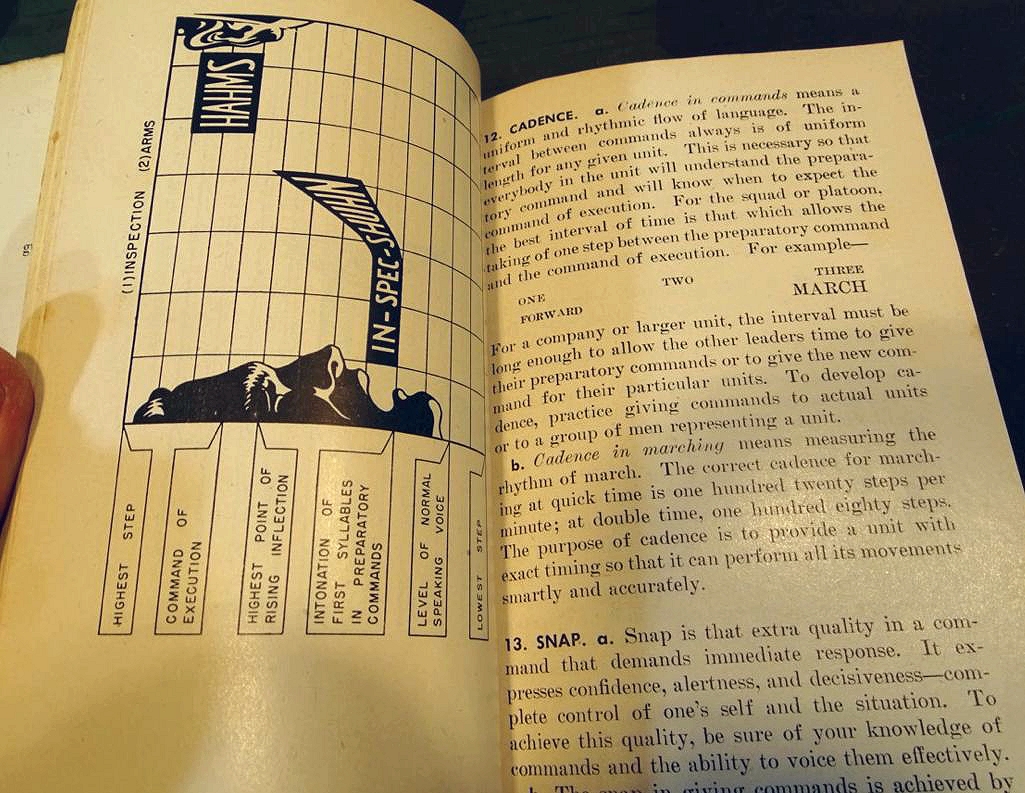 (1) INSPECTION (2) ARMS
HAHMS
IN-SPEC-SHUHN
HIGHEST STEP
COMMAND OF
EXECUTION
HIGHEST POINT OF
RISING INFLECTION
INTONATION OF
FIRST SYLLABLES
IN PREPARATORY
COMMANDS
LEVEL OF NORMAL
SPEAKING VOICE
LOWEST STEP
12. CADENCE. a. Cadence in commands means a
uniform and rhythmic flow of language. The in-
terval between commands always is of uniform
length for any given unit. This is necessary so that
everybody in the unit will understand the prepara-
tory command and will know when to expect the
command of execution. For the squad or platoon,
the best interval of time is that which allows the
taking of one step between the preparatory command
and the command of execution. For example—
ONE TWO THREE
FORWARD MARCH
For a company or larger unit, the interval must be
long enough to allow the other leaders time to give
their preparatory commands or to give the new com-
mand for their particular units. To develop ca-
dence, practice giving commands to actual units
or to a group of men representing a unit.
b. Cadence in marching means measuring the
rhythm of march. The correct cadence for march-
ing at quick time is one hundred twenty steps per
minute; at double time, one hundred eighty steps.
The purpose of cadence is to provide a unit with
exact timing so that it can perform all its movements
smartly and accurately.
13. SNAP. a. Snap is that extra quality in a com-
mand that demands immediate response. It ex-
presses confidence, alertness, and decisiveness—com-
plete control of one's self and the situation. To
achieve this quality, be sure of your knowledge of
commands and the ability to voice them effectively.
b. The snap in giving commands is achieved by